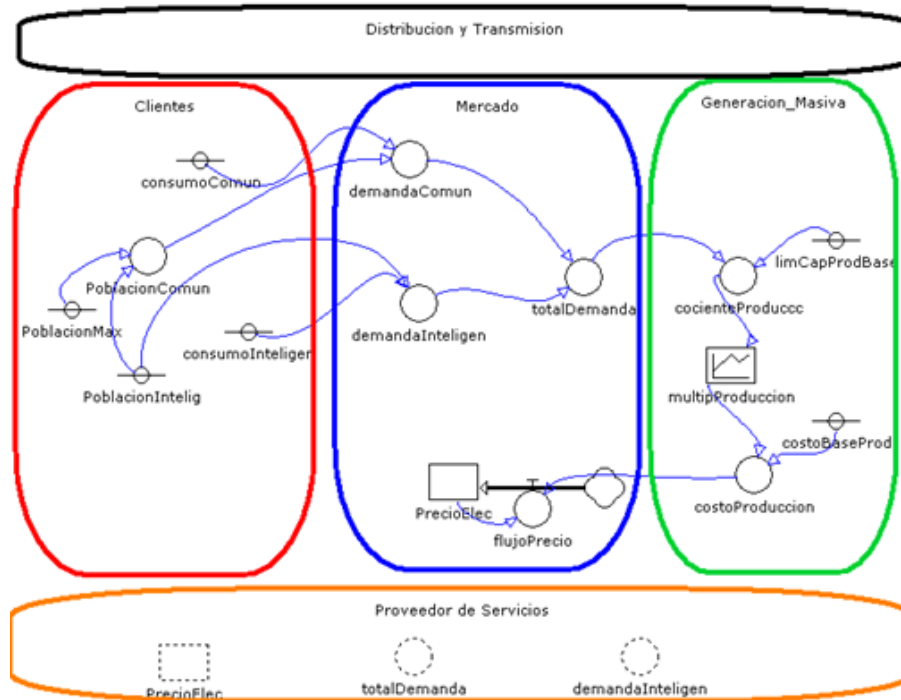 Distribucion y Transmision
Clientes
Mercado
Generacion_Masiva
consumoComun
demandaComun
PoblacionComun
limCapProdBase
cocienteProduccc
totalDemanda
PoblacionMax
demandaInteligen
consumoInteligen
PoblacionIntelig
multipProduccion
costoBaseProd
PrecioElec
costoProduccion
flujoPrecio
Proveedor de Servicios
PrecioElec
totalDemanda
demandaInteligen